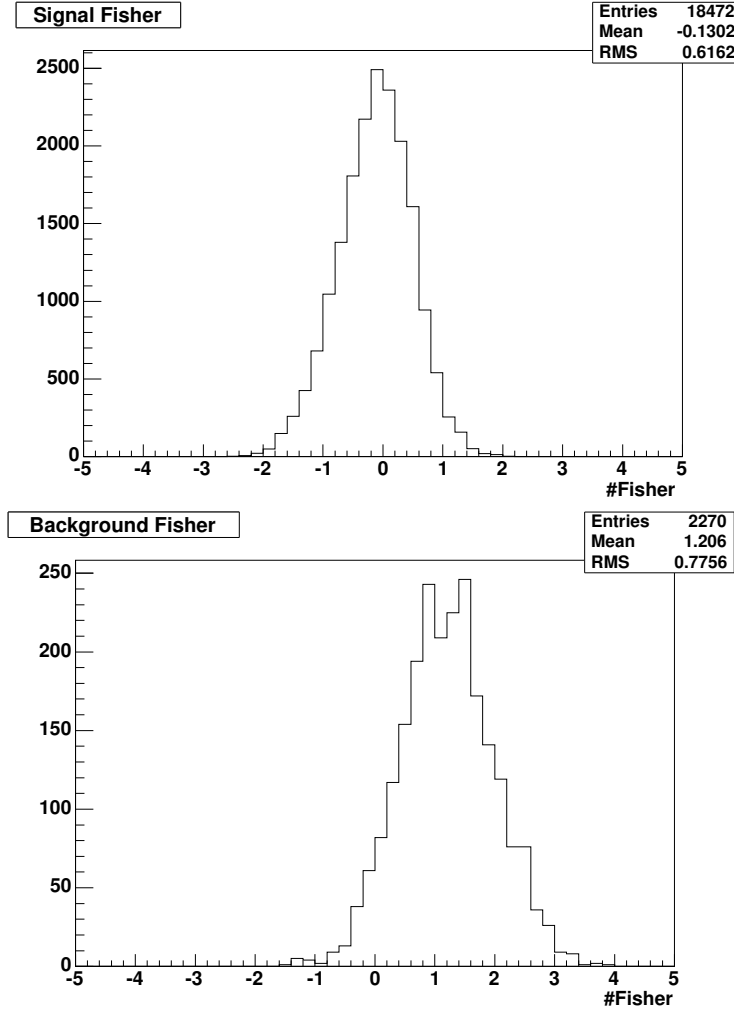 Signal Fisher
Entries 18472
Mean -0.1302
RMS 0.6162
2500
2000
1500
1000
500
0
-5 -4 -3 -2 -1 0 1 2 3 4 5
#Fisher
Background Fisher
Entries 2270
Mean 1.206
RMS 0.7756
250
200
150
100
50
0
-5 -4 -3 -2 -1 0 1 2 3 4 5
#Fisher